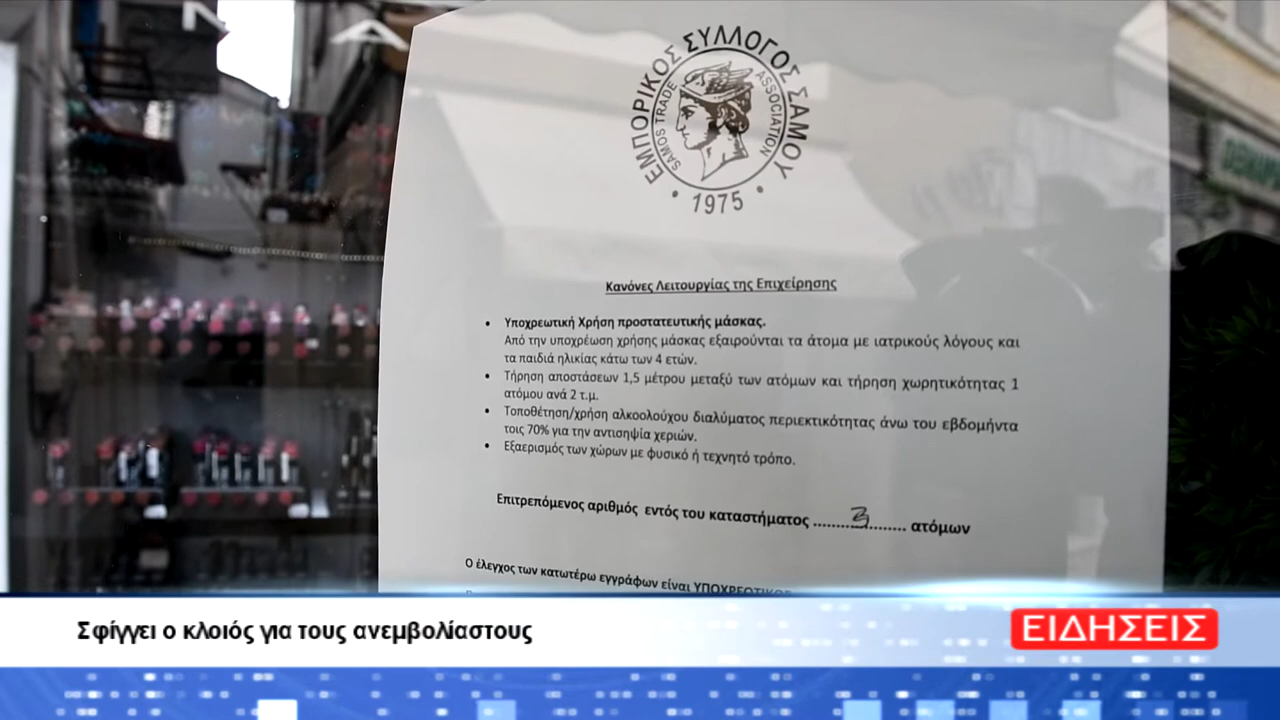 ΕΜΠΟΡΙΚΟΣ ΣΥΛΛΟΓΟΣ ΣΑΜΟΥ
SAMOS TRADE ASSOCIATION
• 1975 •
Κανόνες Λειτουργίας της Επιχείρησης
• Υποχρεωτική Χρήση προστατευτικής μάσκας.
Από την υποχρέωση χρήσης μάσκας εξαιρούνται τα άτομα με ιατρικούς λόγους και
τα παιδιά ηλικίας κάτω των 4 ετών.
• Τήρηση αποστάσεων 1,5 μέτρου μεταξύ των ατόμων και τήρηση χωρητικότητας 1
ατόμου ανά 2 τ.μ.
• Τοποθέτηση/χρήση αλκοολούχου διαλύματος περιεκτικότητας άνω του εβδομήντα
τοις 70% για την αντισηψία χεριών.
• Εξαερισμός των χώρων με φυσικό ή τεχνητό τρόπο.
Επιτρεπόμενος αριθμός εντός του καταστήματος ........3........ ατόμων
Ο έλεγχος των κατωτέρω εγγράφων είναι ΥΠΟΧΡΕΩΤΙΚΟΣ
Σφίγγει ο κλοιός για τους ανεμβολίαστους
ΕΙΔΗΣΕΙΣ